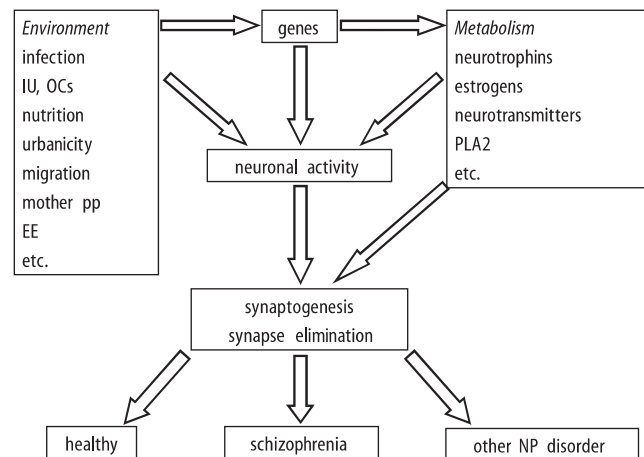 Environment
infection
IU, OCs
nutrition
urbanicity
migration
mother pp
EE
etc.
genes
Metabolism
neurotrophins
estrogens
neurotransmitters
PLA2
etc.
neuronal activity
synaptogenesis
synapse elimination
healthy
schizophrenia
other NP disorder